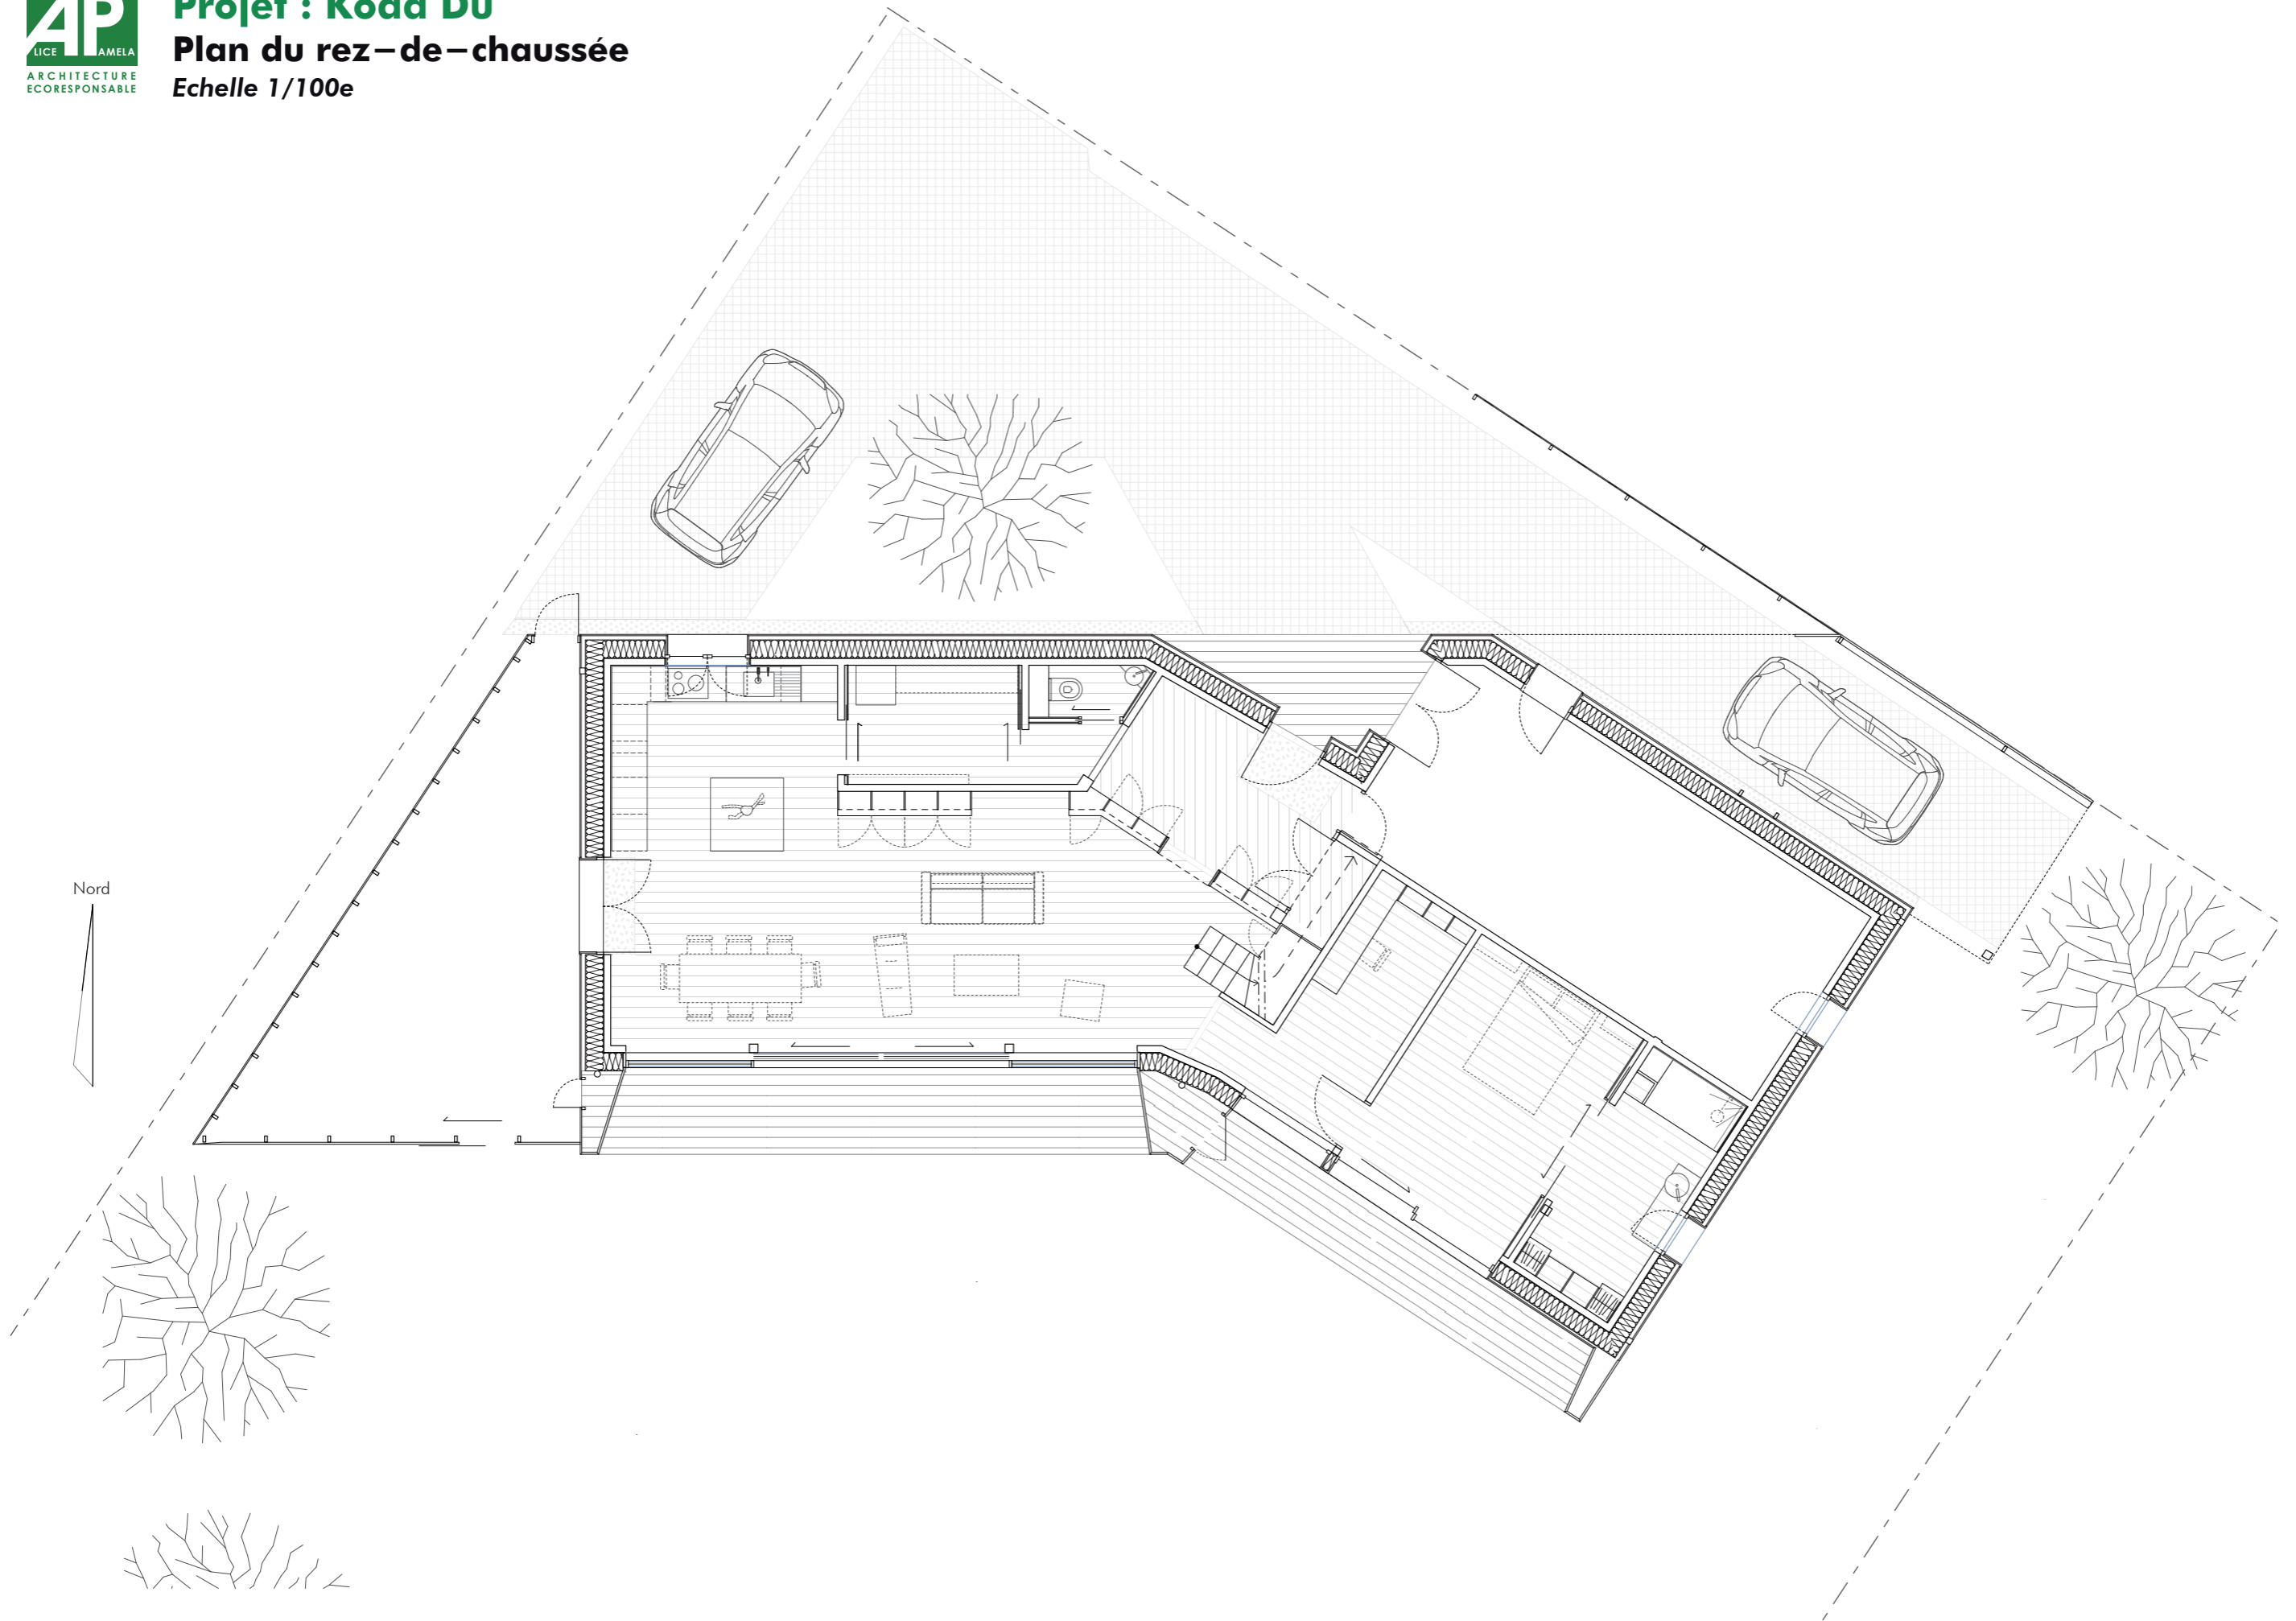 AP
LICE AMELA
ARCHITECTURE
ECORESPONSABLE
Projet : Koad Du
Plan du rez-de-chaussée
Echelle 1/100e
Nord